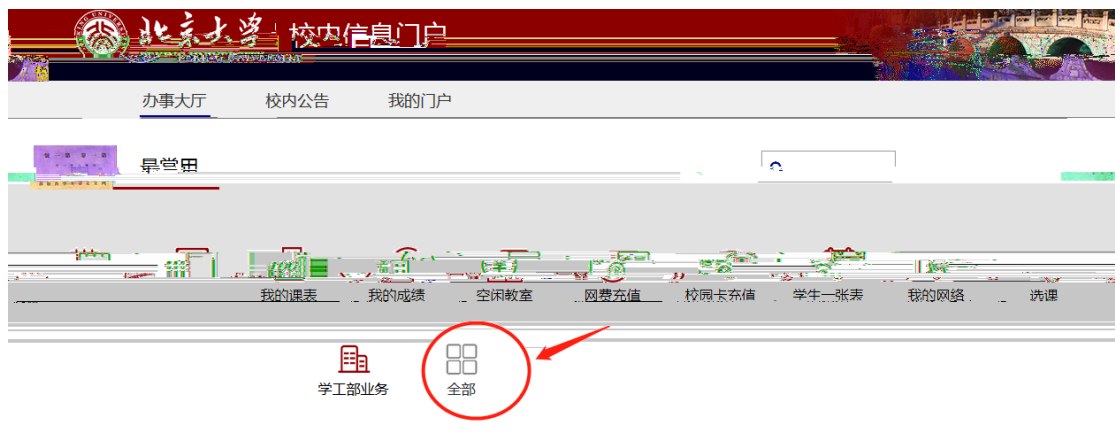 北京大学 校内信息门户
办事大厅 校内公告 我的门户
最常用
我的课表 我的成绩 空闲教室 网费充值 校园卡充值 学生一张表 我的网络 选课
学工部业务 全部